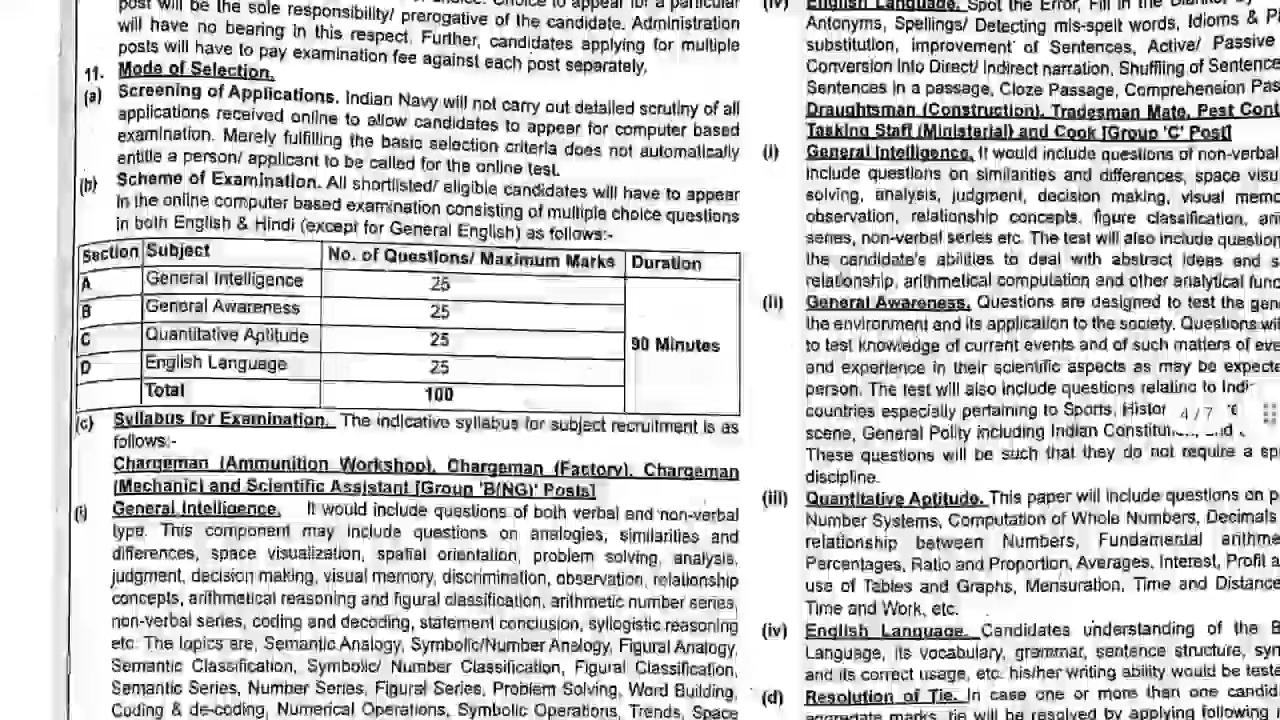 post will be the sole responsibility/ prerogative of the candidate. Administration
will have no bearing in this respect. Further, candidates applying for multiple
posts will have to pay examination fee against each post separately.
11. Mode of Selection.
(a) Screening of Applications. Indian Navy will not carry out detailed scrutiny of all
applications received online to allow candidates to appear for computer based
examination. Merely fulfilling the basic selection criteria does not automatically
entitle a person/ applicant to be called for the online test.
(b) Scheme of Examination. All shortlisted/ eligible candidates will have to appear
in the online computer based examination consisting of multiple choice questions
in both English & Hindi (except for General English) as follows:-
Section Subject No. of Questions/ Maximum Marks Duration
A General Intelligence 25
B General Awareness 25
C Quantitative Aptitude 25 90 Minutes
D English Language 25
Total 100
(c) Syllabus for Examination. The indicative syllabus for subject recruitment is as
follows:-
Chargeman (Ammunition Workshop), Chargeman (Factory), Chargeman
(Mechanic) and Scientific Assistant [Group 'B(NG)' Posts]
(i) General Intelligence. It would include questions of both verbal and non-verbal
type. This component may include questions on analogies, similarities and
differences, space visualization, spatial orientation, problem solving, analysis,
judgment, decision making, visual memory, discrimination, observation, relationship
concepts, arithmetical reasoning and figural classification, arithmetic number series,
non-verbal series, coding and decoding, statement conclusion, syllogistic reasoning
etc. The topics are, Semantic Analogy, Symbolic/Number Analogy, Figural Analogy,
Semantic Classification, Symbolic/ Number Classification, Figural Classification,
Semantic Series, Number Series, Figural Series, Problem Solving, Word Building,
Coding & de-coding, Numerical Operations, Symbolic Operations, Trends, Space
(iv) English Language. Spot the Error, Fill in the
Antonyms, Spellings/ Detecting mis-spelt words, Idioms &
substitution, improvement of Sentences, Active/ Passive
Conversion into Direct/ Indirect narration, Shuffling of Sentence
Sentences in a passage, Cloze Passage, Comprehension Pas
Draughtsman (Construction), Tradesman Mate, Pest Cont
Tasking Staff (Ministerial) and Cook [Group 'C' Post]
(i) General Intelligence. It would include questions of non-verbal
include questions on similarities and differences, space visu
solving, analysis, judgment, decision making, visual memo
observation, relationship concepts, figure classification, ari
series, non-verbal series etc. The test will also include question
the candidate's abilities to deal with abstract ideas and s
relationship, arithmetical computation and other analytical func
(ii) General Awareness. Questions are designed to test the gen
the environment and its application to the society. Questions wi
to test knowledge of current events and of such matters of eve
and experience in their scientific aspects as may be expecte
person. The test will also include questions relating to Indi
countries especially pertaining to Sports, Histor 4 / 7
scene, General Polity including Indian Constitu
These questions will be such that they do not require a sp
discipline.
(iii) Quantitative Aptitude. This paper will include questions on p
Number Systems, Computation of Whole Numbers, Decimals
relationship between Numbers, Fundamental arithme
Percentages, Ratio and Proportion, Averages, Interest, Profit a
use of Tables and Graphs, Mensuration, Time and Distance
Time and Work, etc.
(iv) English Language. Candidates understanding of the E
Language, its vocabulary, grammar, sentence structure, syn
and its correct usage, etc. his/her writing ability would be teste
(d) Resolution of Tie. In case one or more than one candid
aggregate marks, tie will be resolved by applying following